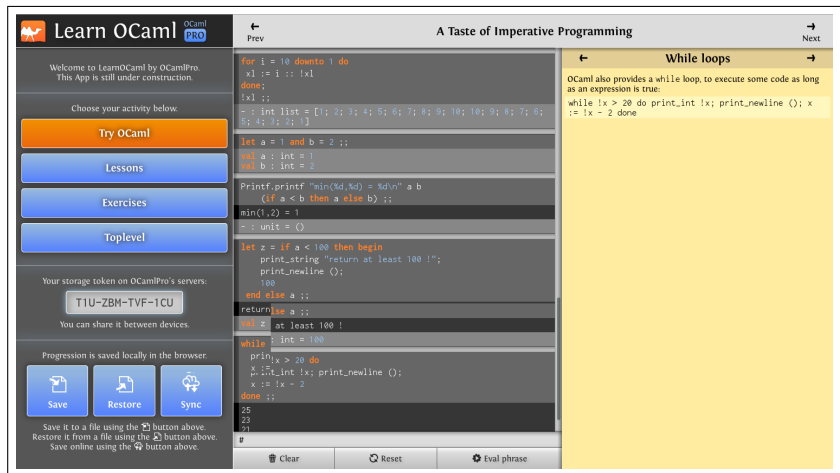 Learn OCaml OCaml PRO
Welcome to LearnOCaml by OCamlPro.
This App is still under construction.
Choose your activity below.
Try OCaml
Lessons
Exercises
Toplevel
Your storage token on OCamlPro's servers:
T1U-ZBM-TVF-1CU
You can share it between devices.
Progression is saved locally in the browser.
Save Restore Sync
Save it to a file using the button above.
Restore it from a file using the button above.
Save online using the button above.
Prev
A Taste of Imperative Programming
Next
for i = 10 downto 1 do
xl := i :: !xl
done;
!xl ;;
- : int list = [1; 2; 3; 4; 5; 6; 7; 8; 9; 10; 10; 9; 8; 7; 6;
5; 4; 3; 2; 1]
let a = 1 and b = 2 ;;
val a : int = 1
val b : int = 2
Printf.printf "min(%d,%d) = %d\n" a b
(if a < b then a else b) ;;
min(1,2) = 1
- : unit = ()
let z = if a < 100 then begin
print_string "return at least 100 !";
print_newline ();
100
end else a ;;
return lse a ;;
val z at least 100 !
while : int = 100
prin !x > 20 do
print_int !x; print_newline ();
x := !x - 2
done ;;
25
23
21
#
Clear Reset Eval phrase
While loops
OCaml also provides a while loop, to execute some code as long
as an expression is true:
while !x > 20 do print_int !x; print_newline (); x
:= !x - 2 done